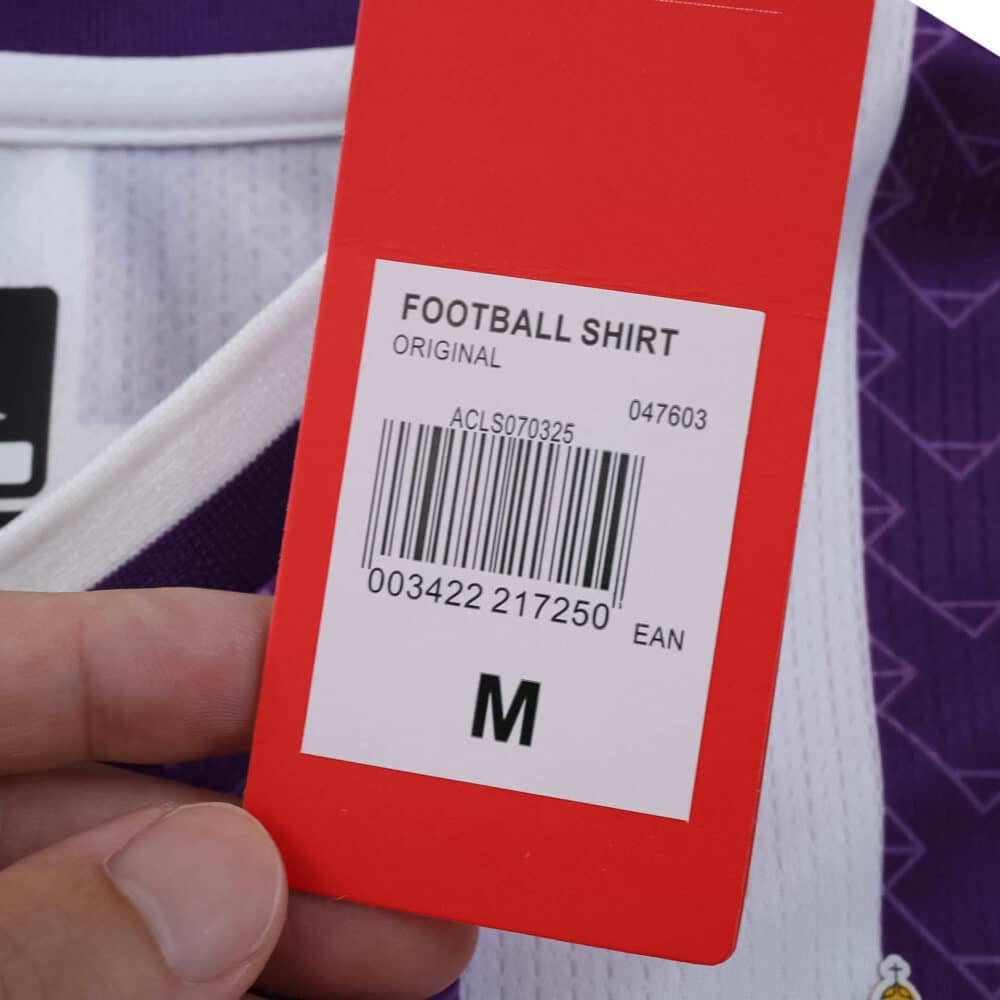 FOOTBALL SHIRT
ORIGINAL
047603
ACLS070325
003422 217250
EAN
M